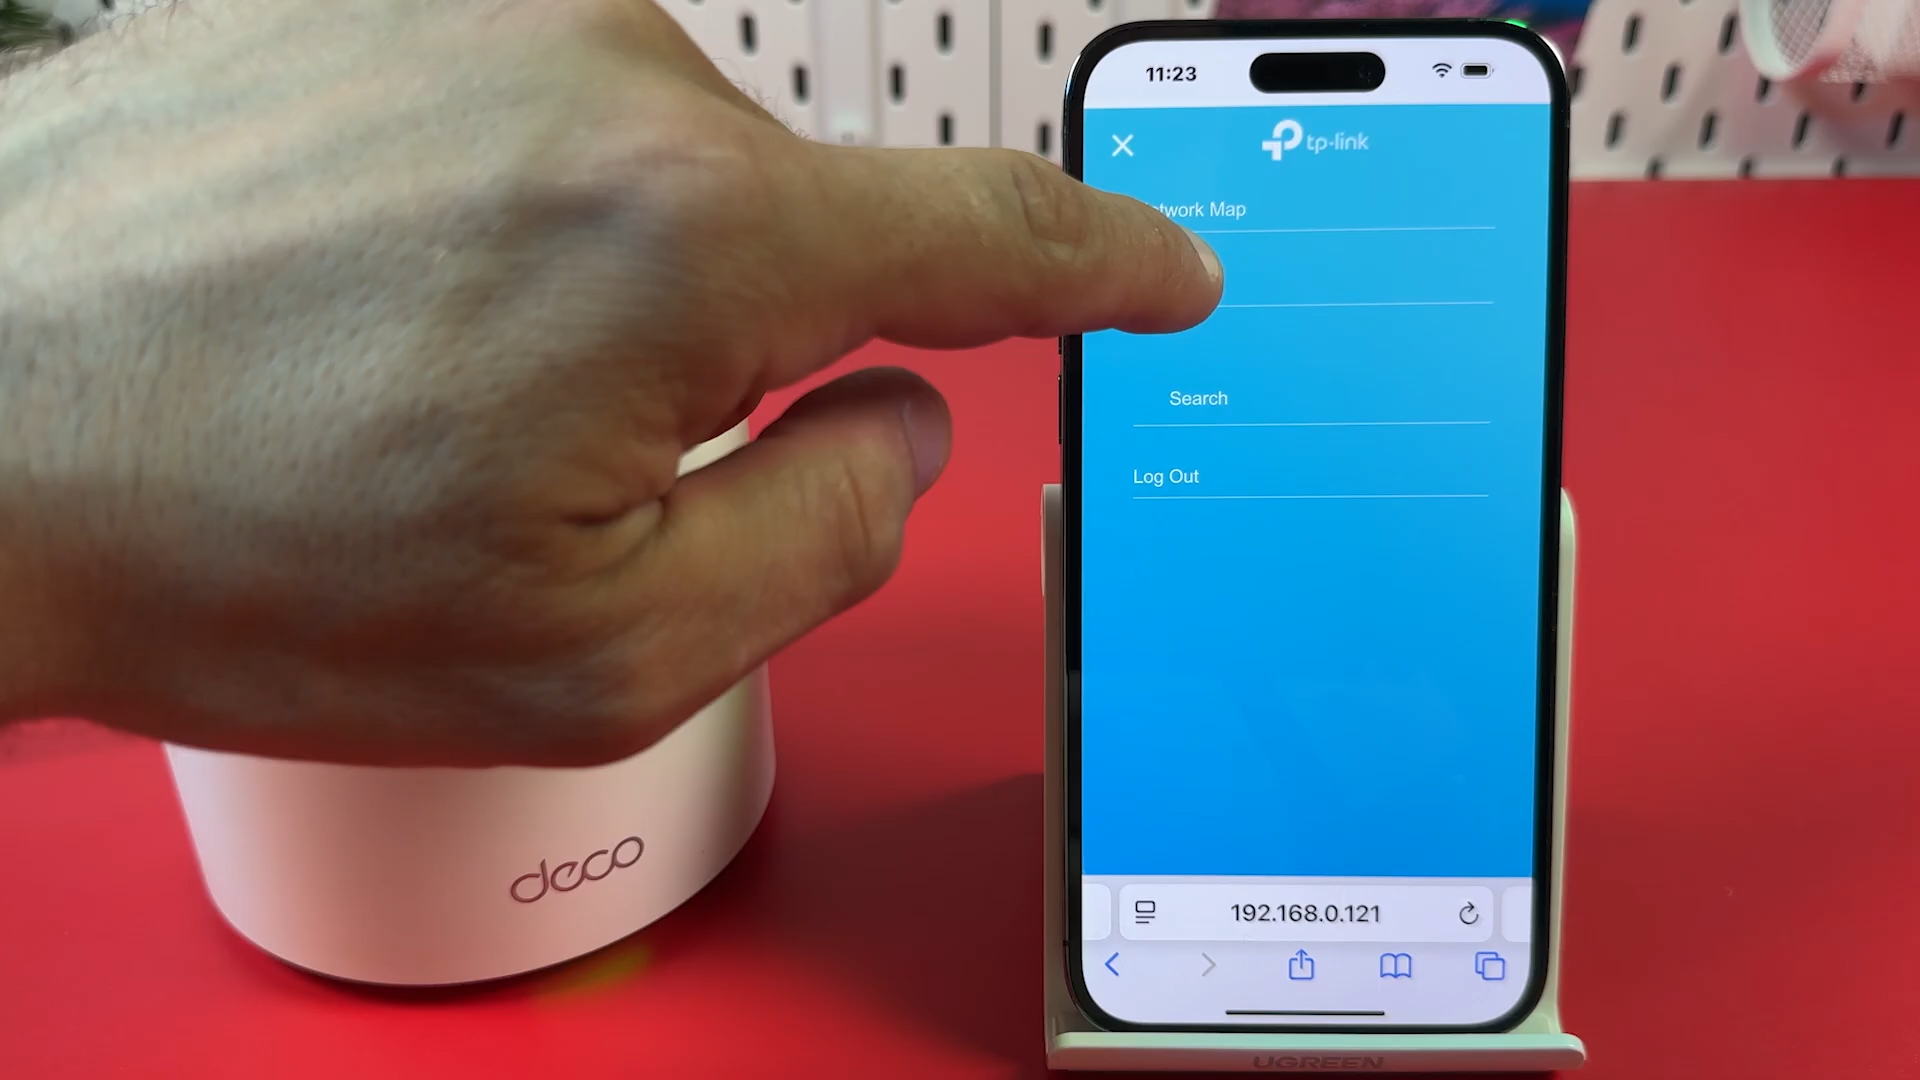 11:23
tp-link
twork Map
Search
Log Out
192.168.0.121
deco
UGREEN